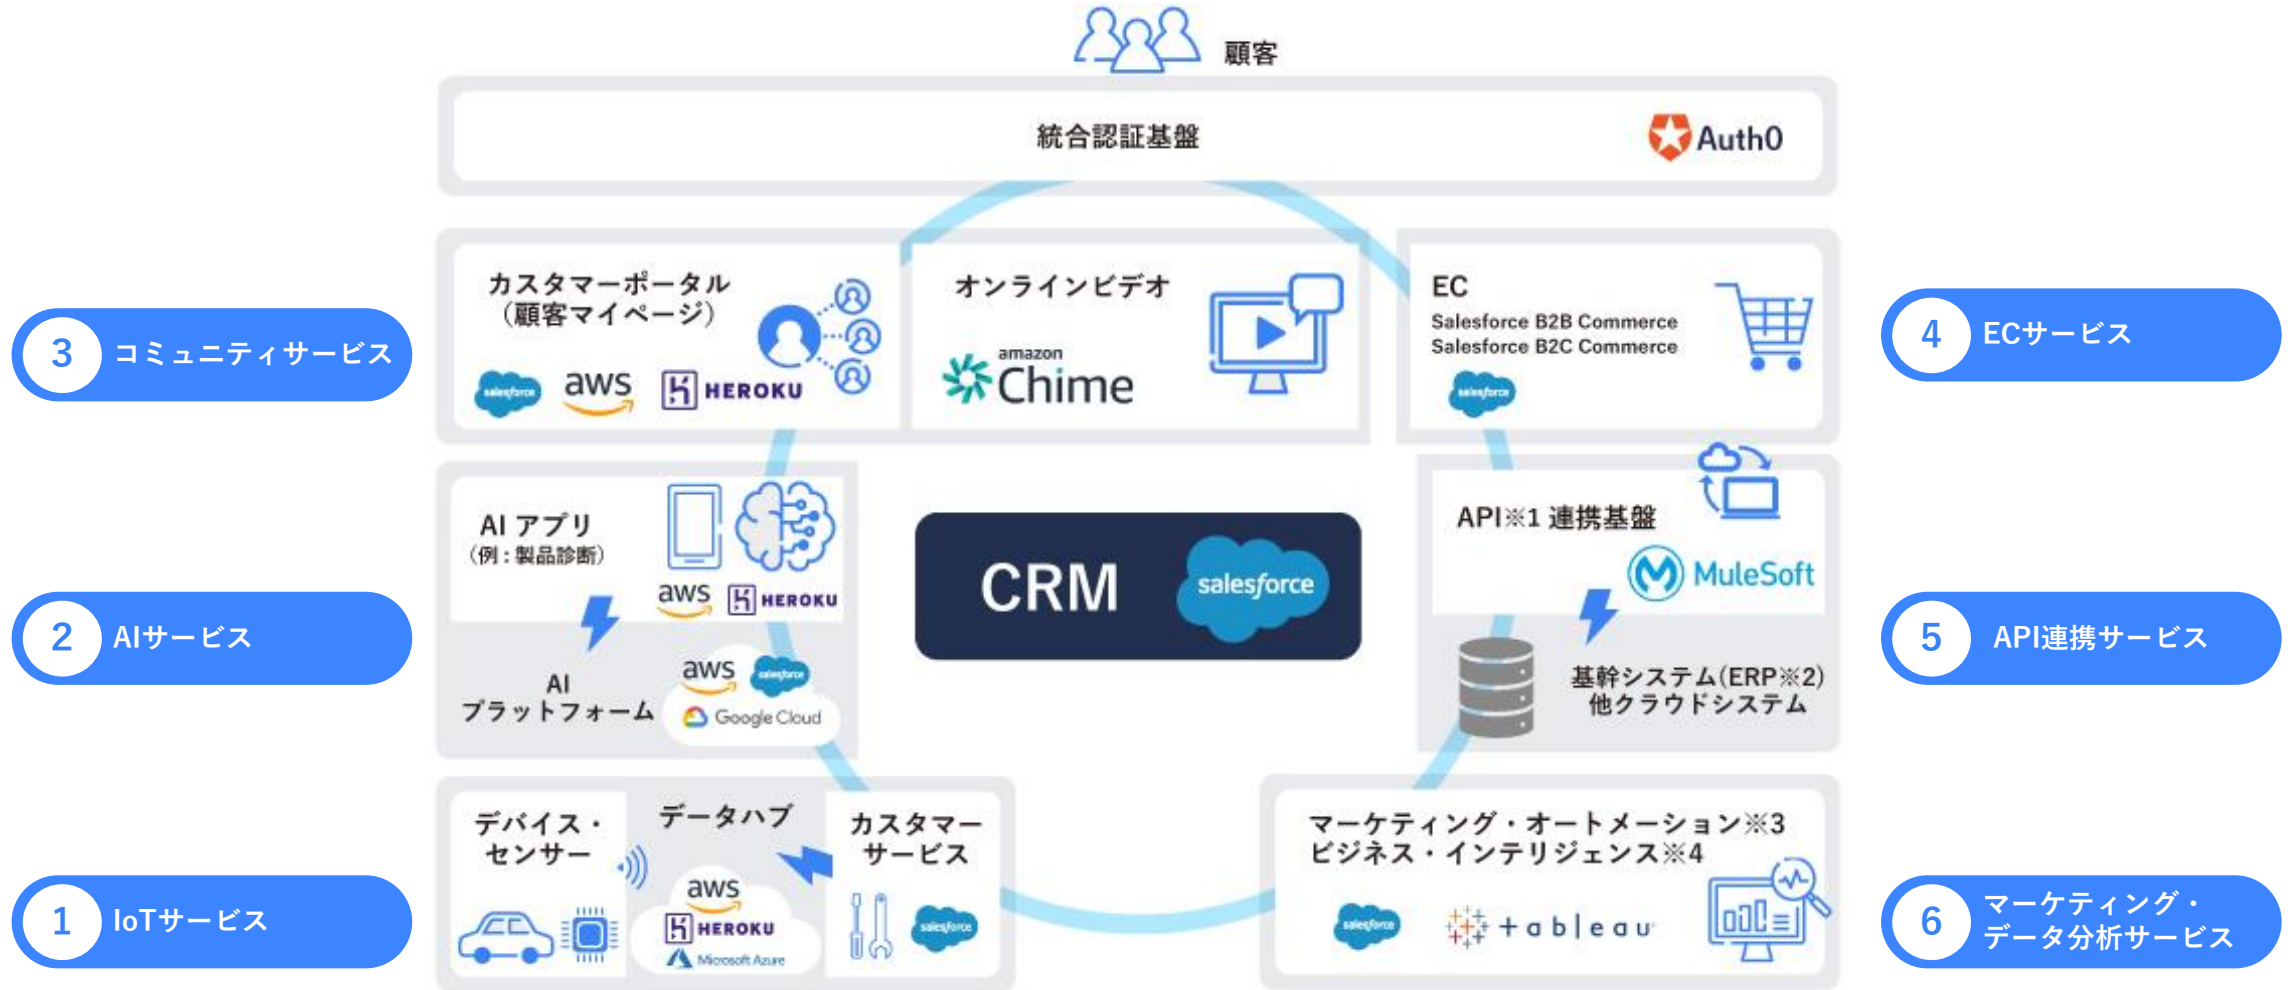 顧客
統合認証基盤
Auth0
カスタマーポータル
（顧客マイページ）
salesforce
aws
HEROKU
オンラインビデオ
amazon
Chime
EC
Salesforce B2B Commerce
Salesforce B2C Commerce
salesforce
3
コミュニティサービス
4
ECサービス
AI アプリ
（例：製品診断）
aws
HEROKU
AI
プラットフォーム
aws
salesforce
Google Cloud
2
AIサービス
CRM
salesforce
API※1 連携基盤
MuleSoft
基幹システム(ERP※2)
他クラウドシステム
5
API連携サービス
デバイス・
センサー
データハブ
aws
HEROKU
Microsoft Azure
カスタマー
サービス
salesforce
1
IoTサービス
マーケティング・オートメーション※3
ビジネス・インテリジェンス※4
salesforce
+ableau
6
マーケティング・
データ分析サービス